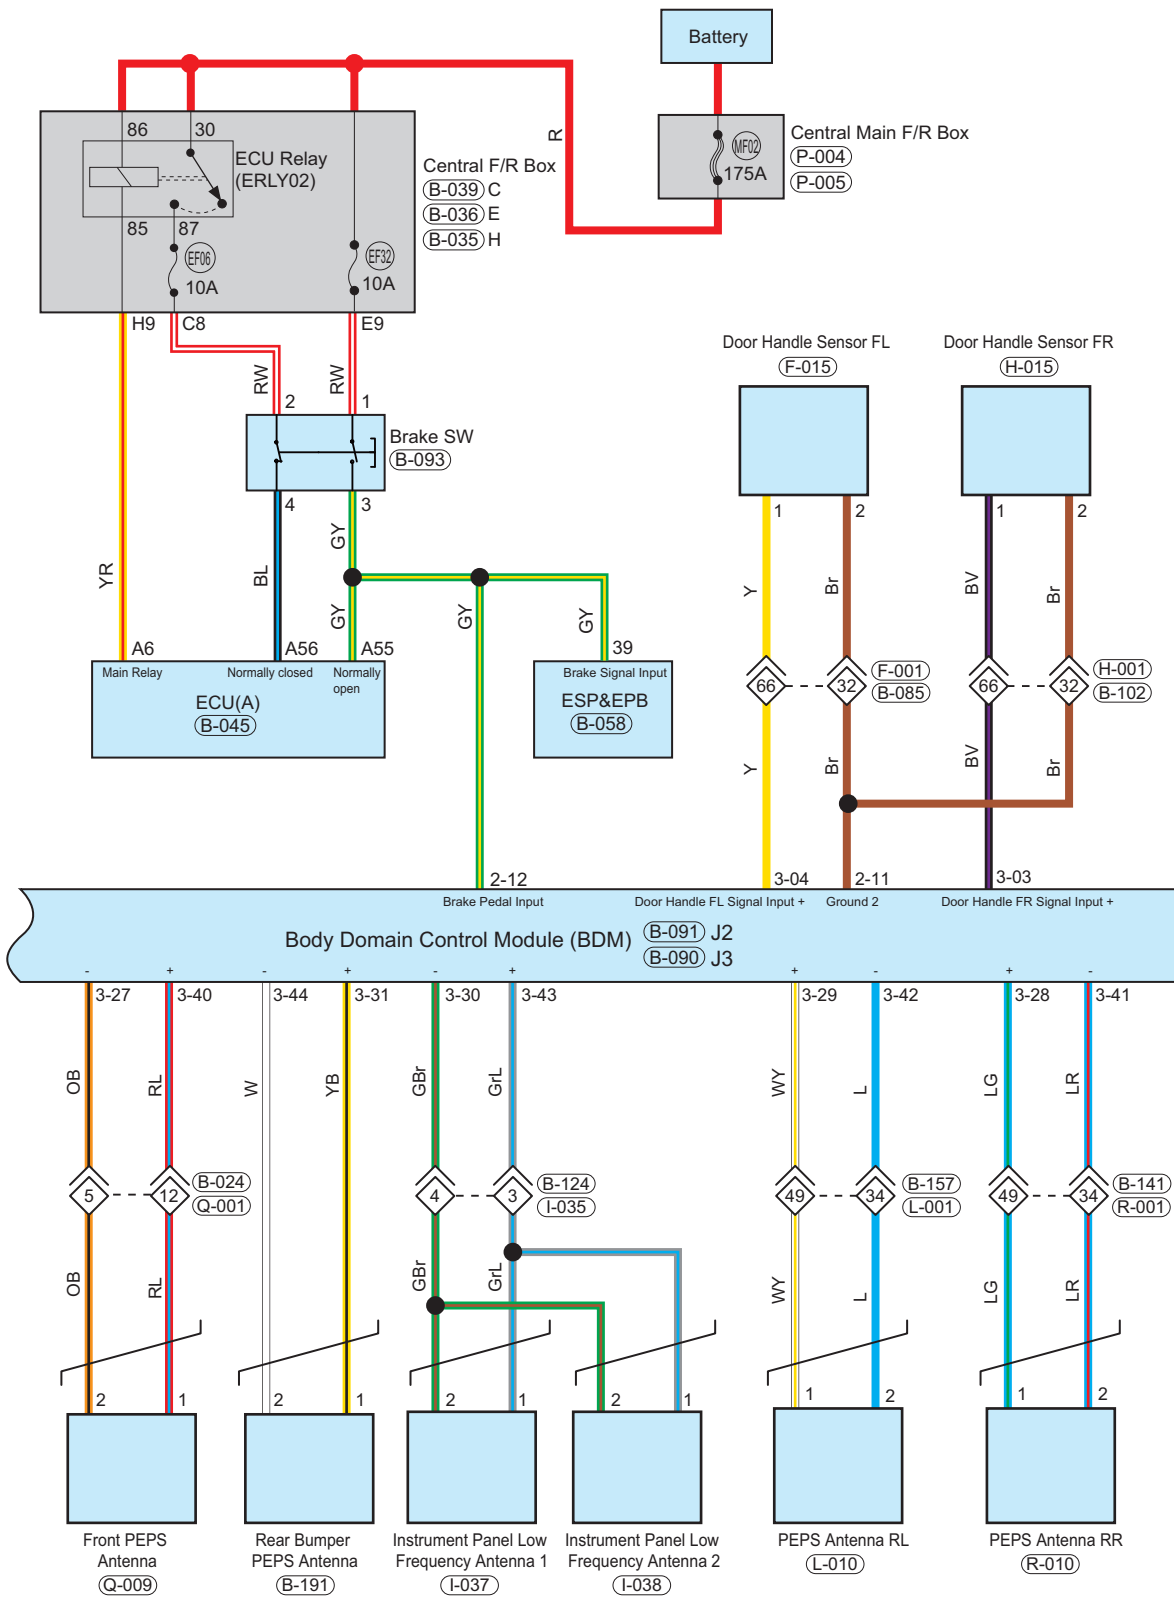 Battery
Central Main F/R Box
P-004
P-005
MF02
175A
R
86
30
ECU Relay
(ERLY02)
85
87
EF06
10A
EF32
10A
Central F/R Box
B-039 C
B-036 E
B-035 H
H9
C8
E9
RW
RW
2
1
Brake SW
B-093
4
3
YR
BL
GY
GY
GY
GY
A6
A56
A55
39
Main Relay
Normally closed
Normally
open
ECU(A)
B-045
Brake Signal Input
ESP&EPB
B-058
Door Handle Sensor FL
F-015
Door Handle Sensor FR
H-015
1
2
1
2
Y
Br
BV
Br
66
32
F-001
B-085
66
32
H-001
B-102
Y
Br
BV
Br
2-12
3-04
2-11
3-03
Brake Pedal Input
Door Handle FL Signal Input +
Ground 2
Door Handle FR Signal Input +
Body Domain Control Module (BDM)
B-091 J2
B-090 J3
-
+
-
+
-
+
+
-
+
-
3-27
3-40
3-44
3-31
3-30
3-43
3-29
3-42
3-28
3-41
OB
RL
W
YB
GBr
GrL
WY
L
LG
LR
5
12
B-024
Q-001
4
3
B-124
I-035
49
34
B-157
L-001
49
34
B-141
R-001
OB
RL
GBr
GrL
WY
L
LG
LR
2
1
2
1
2
1
2
1
1
2
1
2
Front PEPS
Antenna
Q-009
Rear Bumper
PEPS Antenna
B-191
Instrument Panel Low
Frequency Antenna 1
I-037
Instrument Panel Low
Frequency Antenna 2
I-038
PEPS Antenna RL
L-010
PEPS Antenna RR
R-010